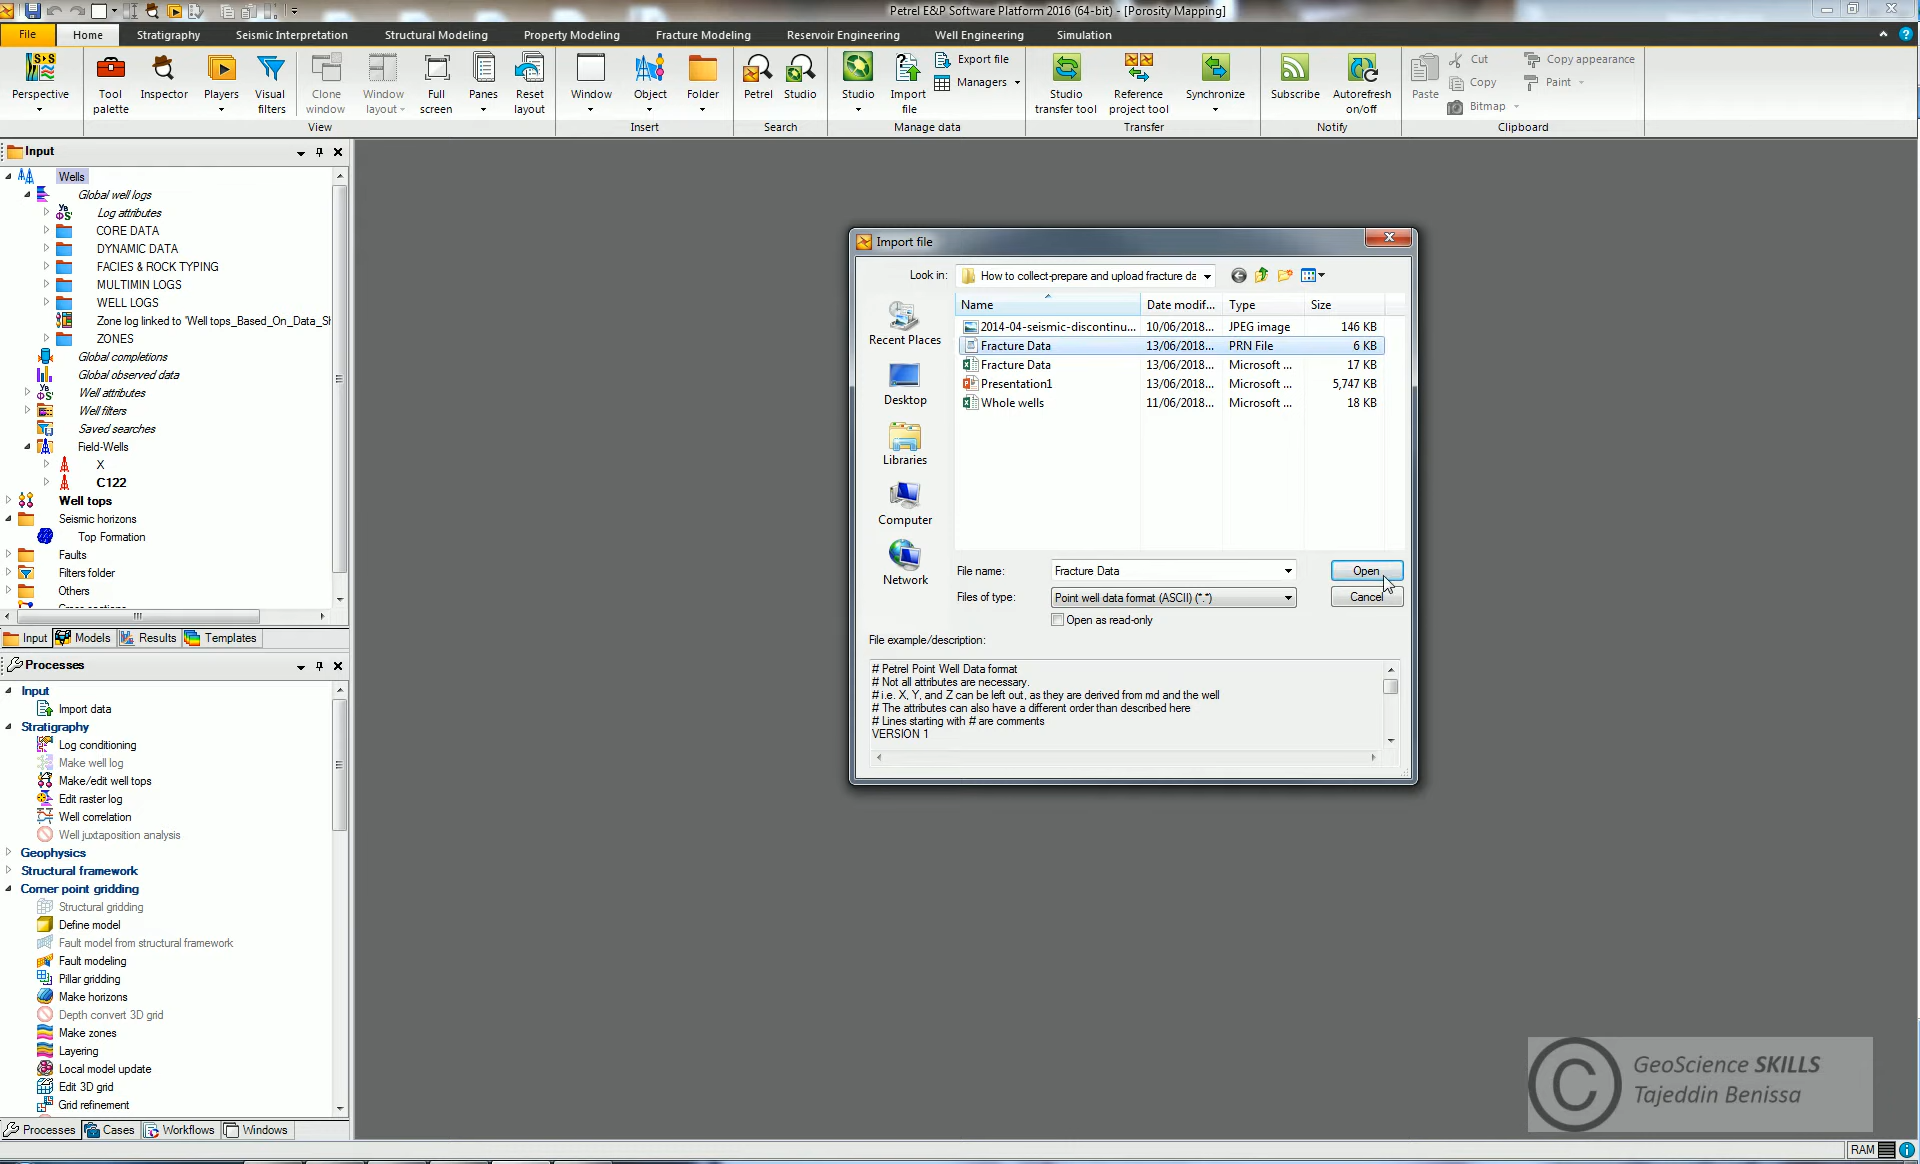 Petrel E&P Software Platform 2016 (64-bit) - [Porosity Mapping]
File Home Stratigraphy Seismic Interpretation Structural Modeling Property Modeling Fracture Modeling Reservoir Engineering Well Engineering Simulation
Perspective
Tool palette
Inspector
Players
Visual filters
Clone window
Window layout
Full screen
Panes
Reset layout
View
Window
Object
Folder
Insert
Petrel
Studio
Search
Studio
Import file
Export file
Managers
Manage data
Studio transfer tool
Reference project tool
Synchronize
Transfer
Subscribe
Autorefresh on/off
Notify
Paste
Cut
Copy
Bitmap
Copy appearance
Paint
Clipboard
Input
Wells
Global well logs
Log attributes
CORE DATA
DYNAMIC DATA
FACIES & ROCK TYPING
MULTIMIN LOGS
WELL LOGS
Zone log linked to 'Well tops_Based_On_Data_Sh
ZONES
Global completions
Global observed data
Well attributes
Well filters
Saved searches
Field-Wells
X
C122
Well tops
Seismic horizons
Top Formation
Faults
Filters folder
Others
Input Models Results Templates
Processes
Input
Import data
Stratigraphy
Log conditioning
Make well log
Make/edit well tops
Edit raster log
Well correlation
Well juxtaposition analysis
Geophysics
Structural framework
Corner point gridding
Structural gridding
Define model
Fault model from structural framework
Fault modeling
Pillar gridding
Make horizons
Depth convert 3D grid
Make zones
Layering
Local model update
Edit 3D grid
Grid refinement
Processes Cases Workflows Windows
Import file
Look in: How to collect-prepare and upload fracture da
Name Date modif... Type Size
2014-04-seismic-discontinu... 10/06/2018... JPEG image 146 KB
Fracture Data 13/06/2018... PRN File 6 KB
Fracture Data 13/06/2018... Microsoft ... 17 KB
Presentation1 13/06/2018... Microsoft ... 5,747 KB
Whole wells 11/06/2018... Microsoft ... 18 KB
Recent Places
Desktop
Libraries
Computer
Network
File name: Fracture Data Open
Files of type: Point well data format (ASCII) (*.*) Cancel
Open as read-only
File example/description:
# Petrel Point Well Data format
# Not all attributes are necessary.
# i.e. X, Y, and Z can be left out, as they are derived from md and the well
# The attributes can also have a different order than described here
# Lines starting with # are comments
VERSION 1
© GeoScience SKILLS
Tajeddin Benissa
RAM